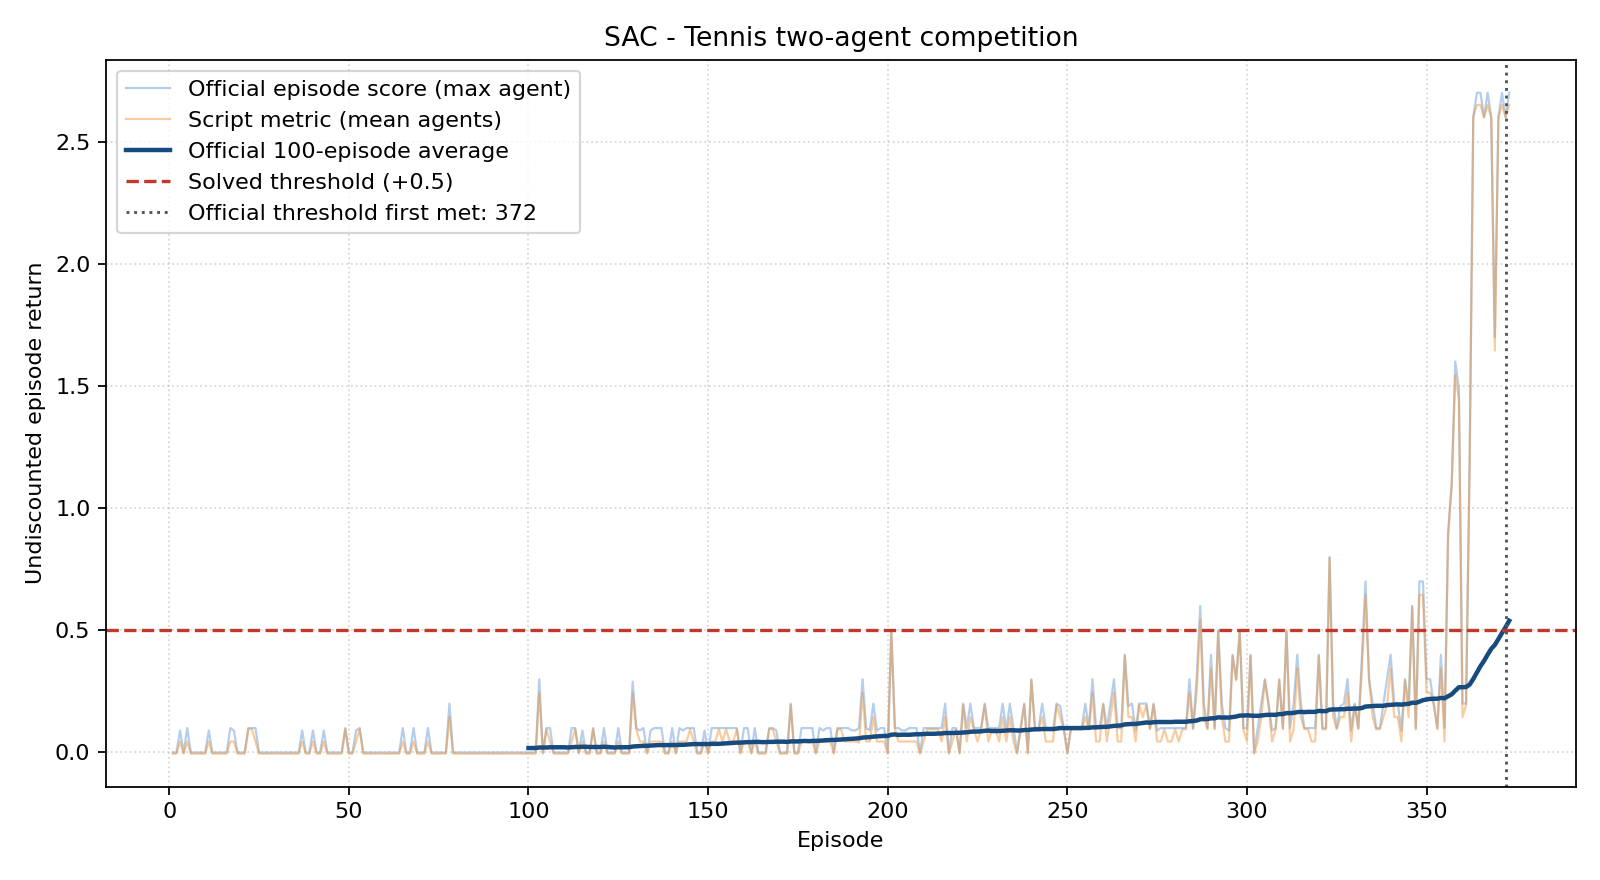 SAC - Tennis two-agent competition
Official episode score (max agent)
Script metric (mean agents)
Official 100-episode average
Solved threshold (+0.5)
Official threshold first met: 372
Undiscounted episode return
2.5
2.0
1.5
1.0
0.5
0.0
0 50 100 150 200 250 300 350
Episode